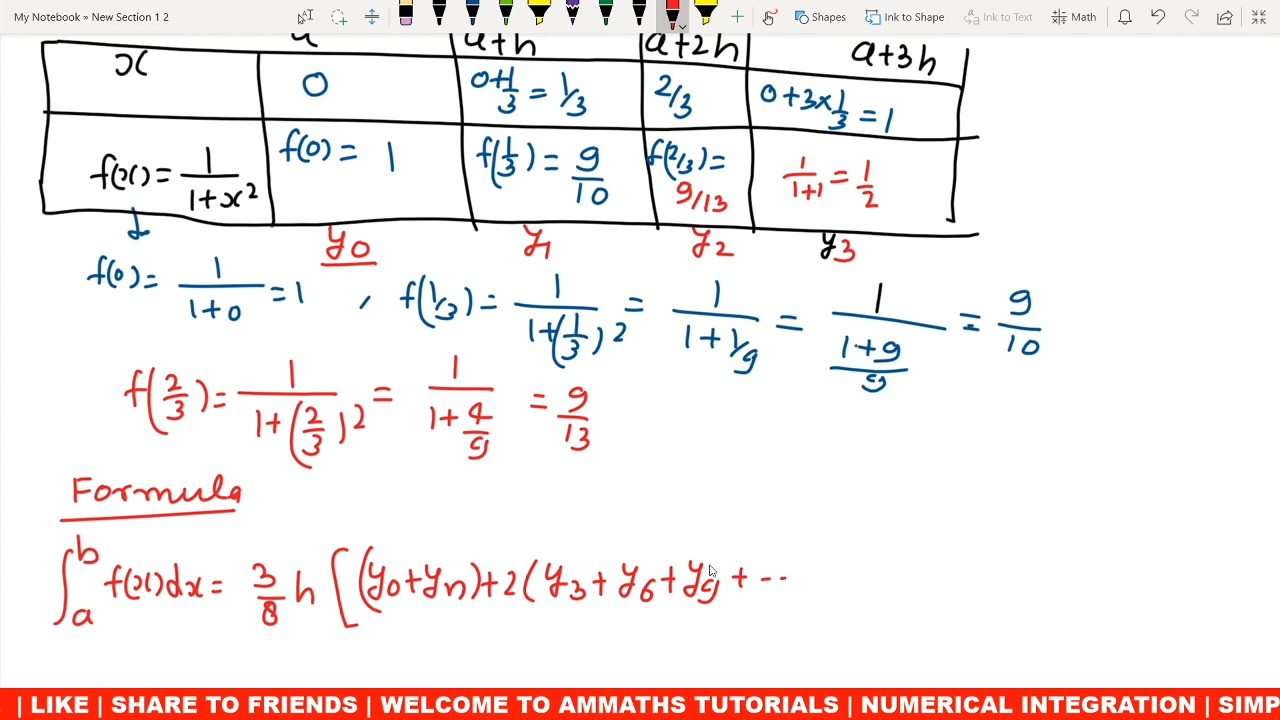 My Notebook » New Section 1 2
Shapes Ink to Shape Ink to Text Math
x a a+h a+2h a+3h
0 0+1/3 = 1/3 2/3 0+3×1/3 = 1
f(x) = 1/(1+x²) f(0) = 1 f(1/3) = 9/10 f(2/3) = 9/13 1/(1+1) = 1/2
y0 y1 y2 y3
f(0) = 1/(1+0) = 1 , f(1/3) = 1/(1+(1/3)2) = 1/(1+1/9) = 1/((1+9)/9) = 9/10
f(2/3) = 1/(1+(2/3)2) = 1/(1+4/9) = 9/13
Formula
∫ₐᵇ f(x)dx = 3/8 h [(y0+yn)+2(y3+y6+y9+--
| LIKE | SHARE TO FRIENDS | WELCOME TO AMMATHS TUTORIALS | NUMERICAL INTEGRATION | SIMP